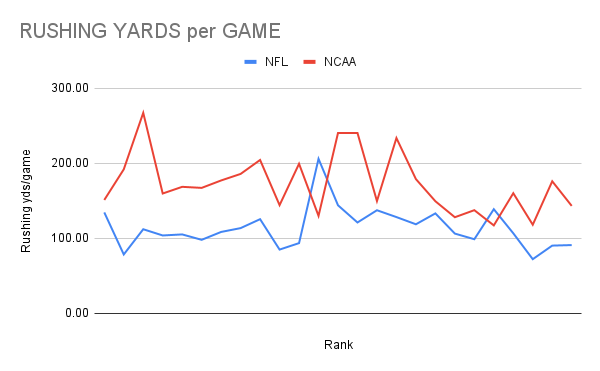 RUSHING YARDS per GAME
NFL NCAA
300.00
200.00
100.00
0.00
Rushing yds/game
Rank